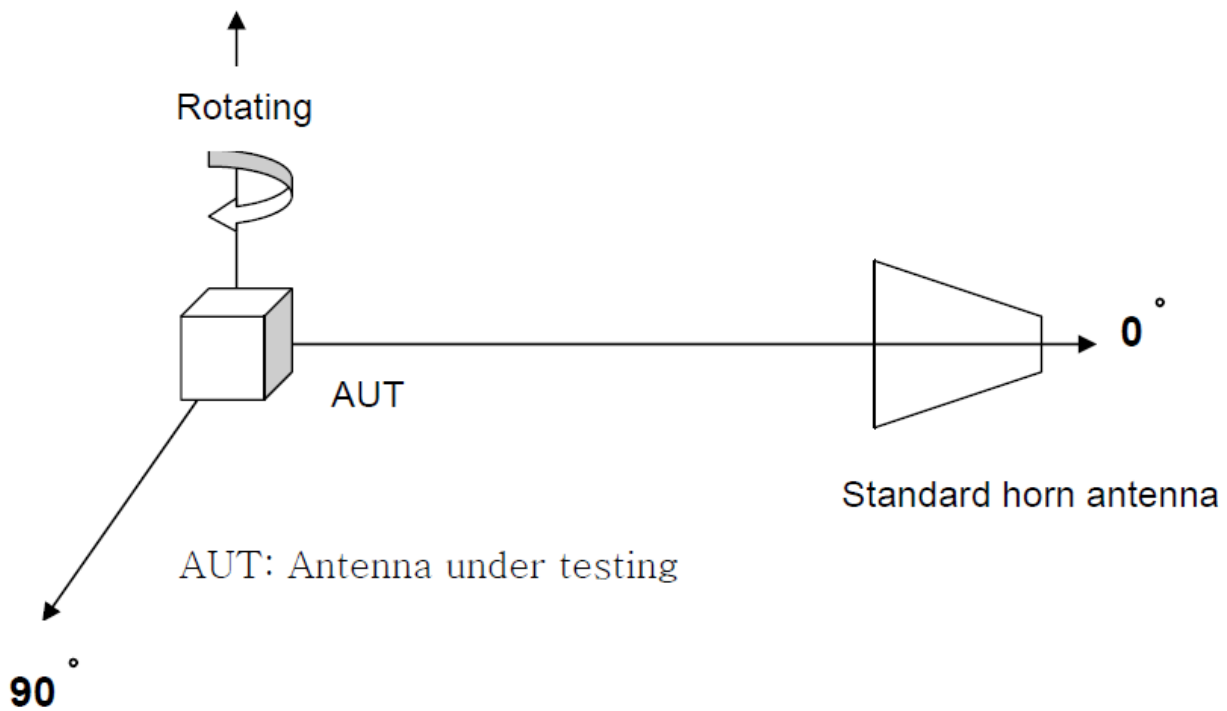 Rotating
0°
AUT
Standard horn antenna
AUT: Antenna under testing
90°